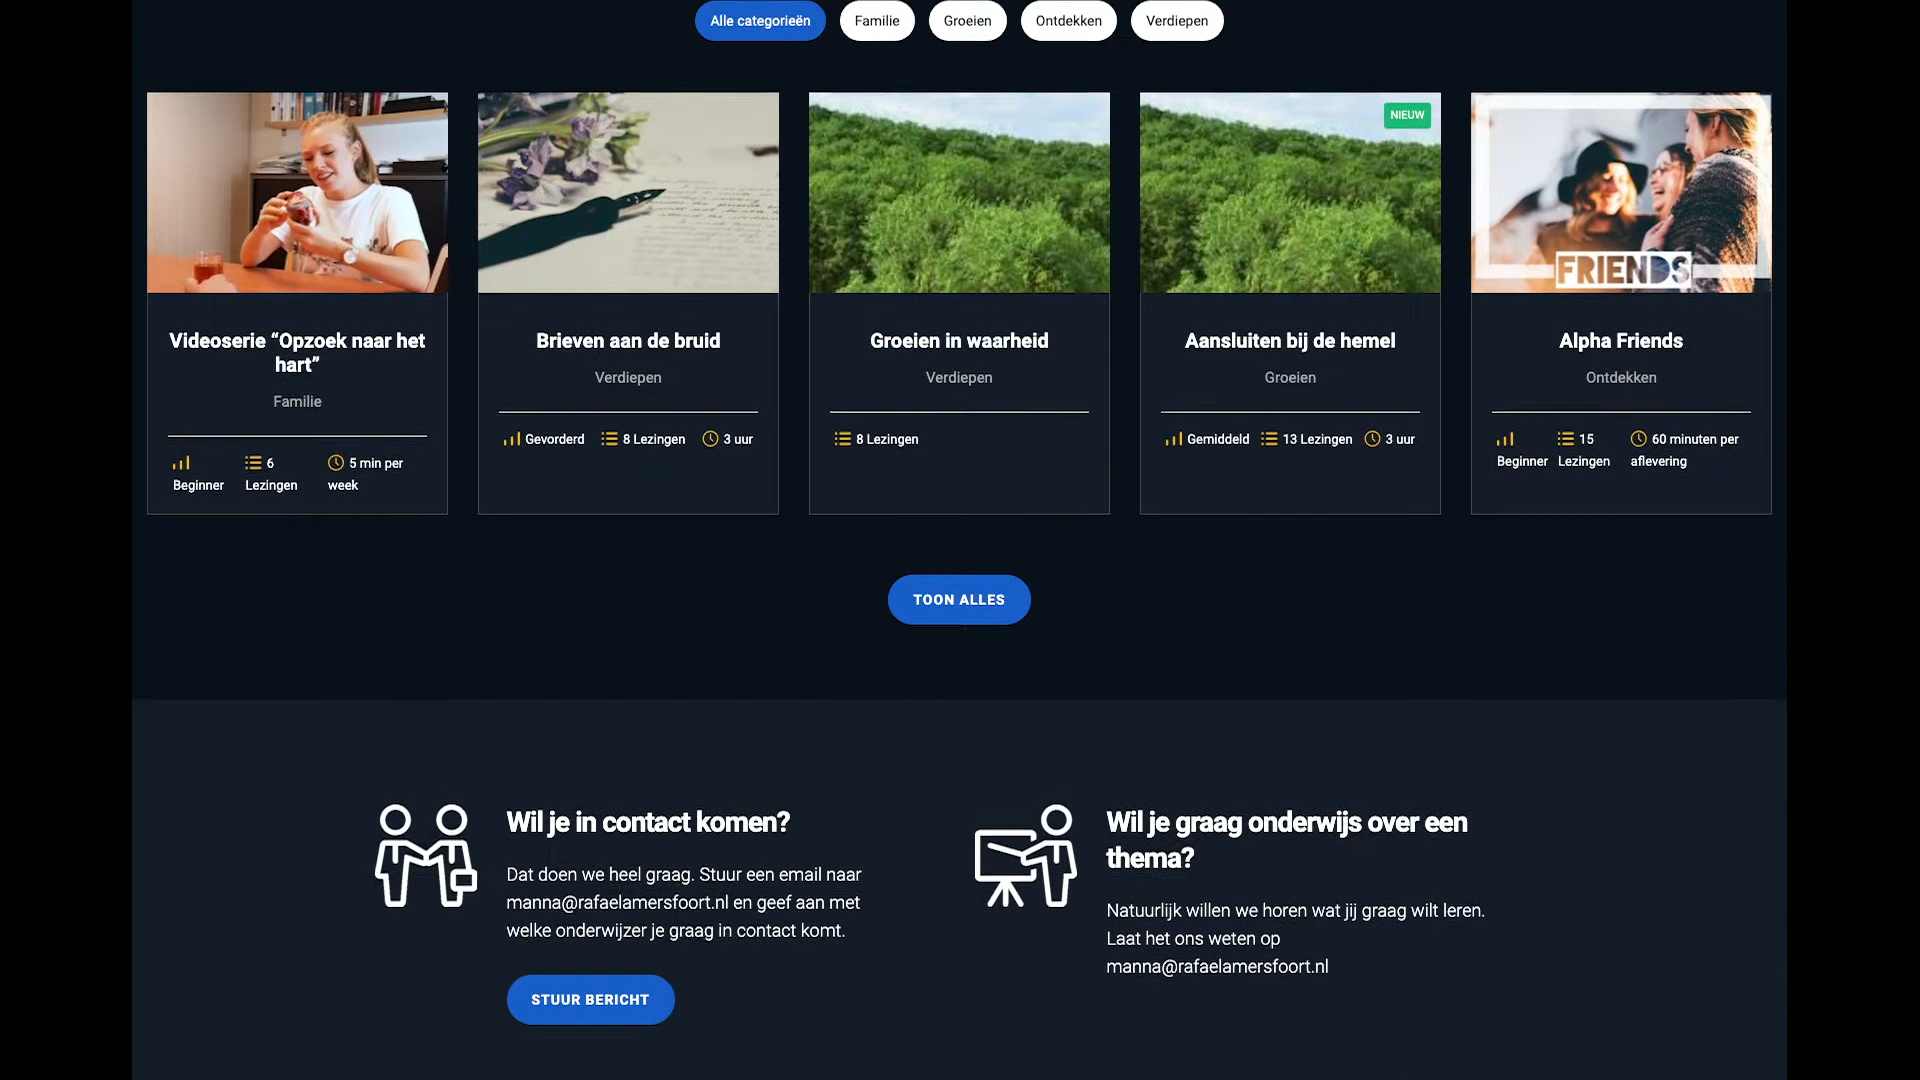 Alle categorieën
Familie
Groeien
Ontdekken
Verdiepen
NIEUW
FRIENDS
Videoserie “Opzoek naar het
hart”
Familie
Beginner
6
Lezingen
5 min per
week
Brieven aan de bruid
Verdiepen
Gevorderd
8 Lezingen
3 uur
Groeien in waarheid
Verdiepen
8 Lezingen
Aansluiten bij de hemel
Groeien
Gemiddeld
13 Lezingen
3 uur
Alpha Friends
Ontdekken
Beginner
15
Lezingen
60 minuten per
aflevering
TOON ALLES
Wil je in contact komen?
Dat doen we heel graag. Stuur een email naar
manna@rafaelamersfoort.nl en geef aan met
welke onderwijzer je graag in contact komt.
STUUR BERICHT
Wil je graag onderwijs over een
thema?
Natuurlijk willen we horen wat jij graag wilt leren.
Laat het ons weten op
manna@rafaelamersfoort.nl